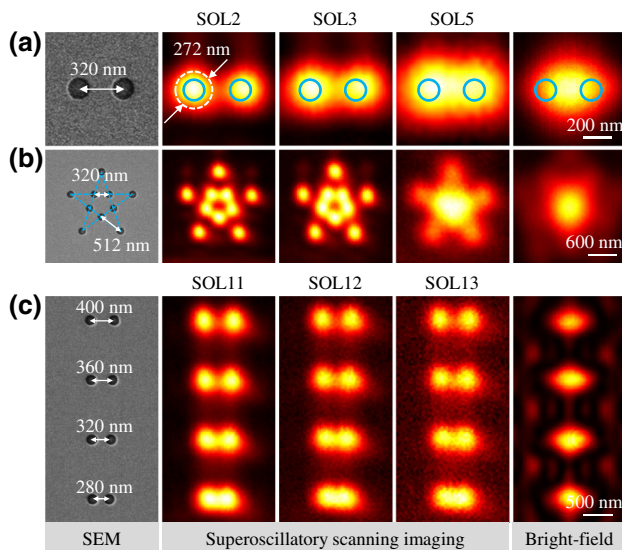 SOL2 SOL3 SOL5
(a)
320 nm
272 nm
200 nm
(b)
320 nm
512 nm
600 nm
SOL11 SOL12 SOL13
(c)
400 nm
360 nm
320 nm
280 nm
500 nm
SEM Superoscillatory scanning imaging Bright-field